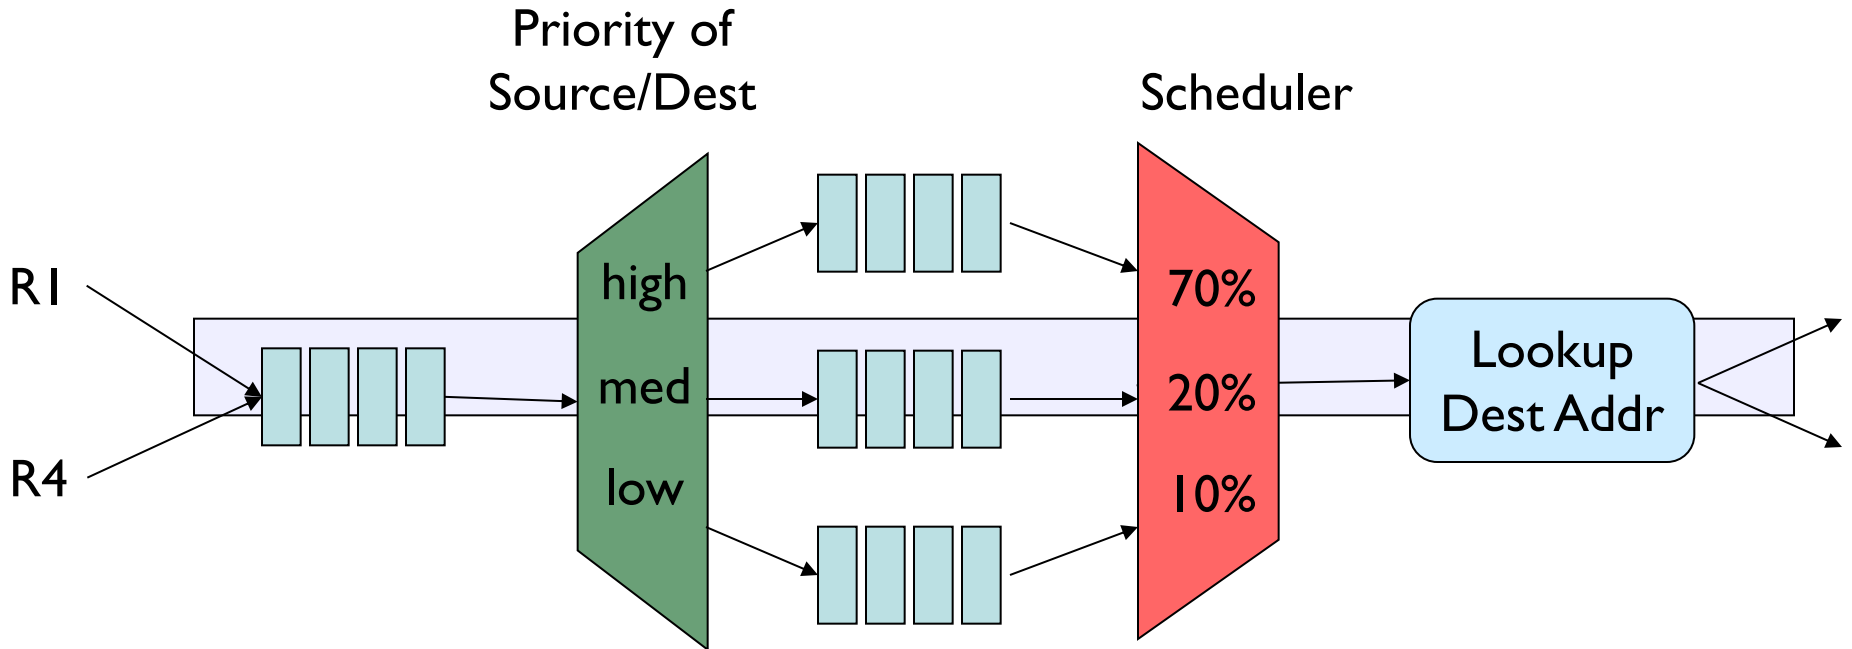 Priority of
Source/Dest
Scheduler
R1
R4
high
med
low
70%
20%
10%
Lookup
Dest Addr